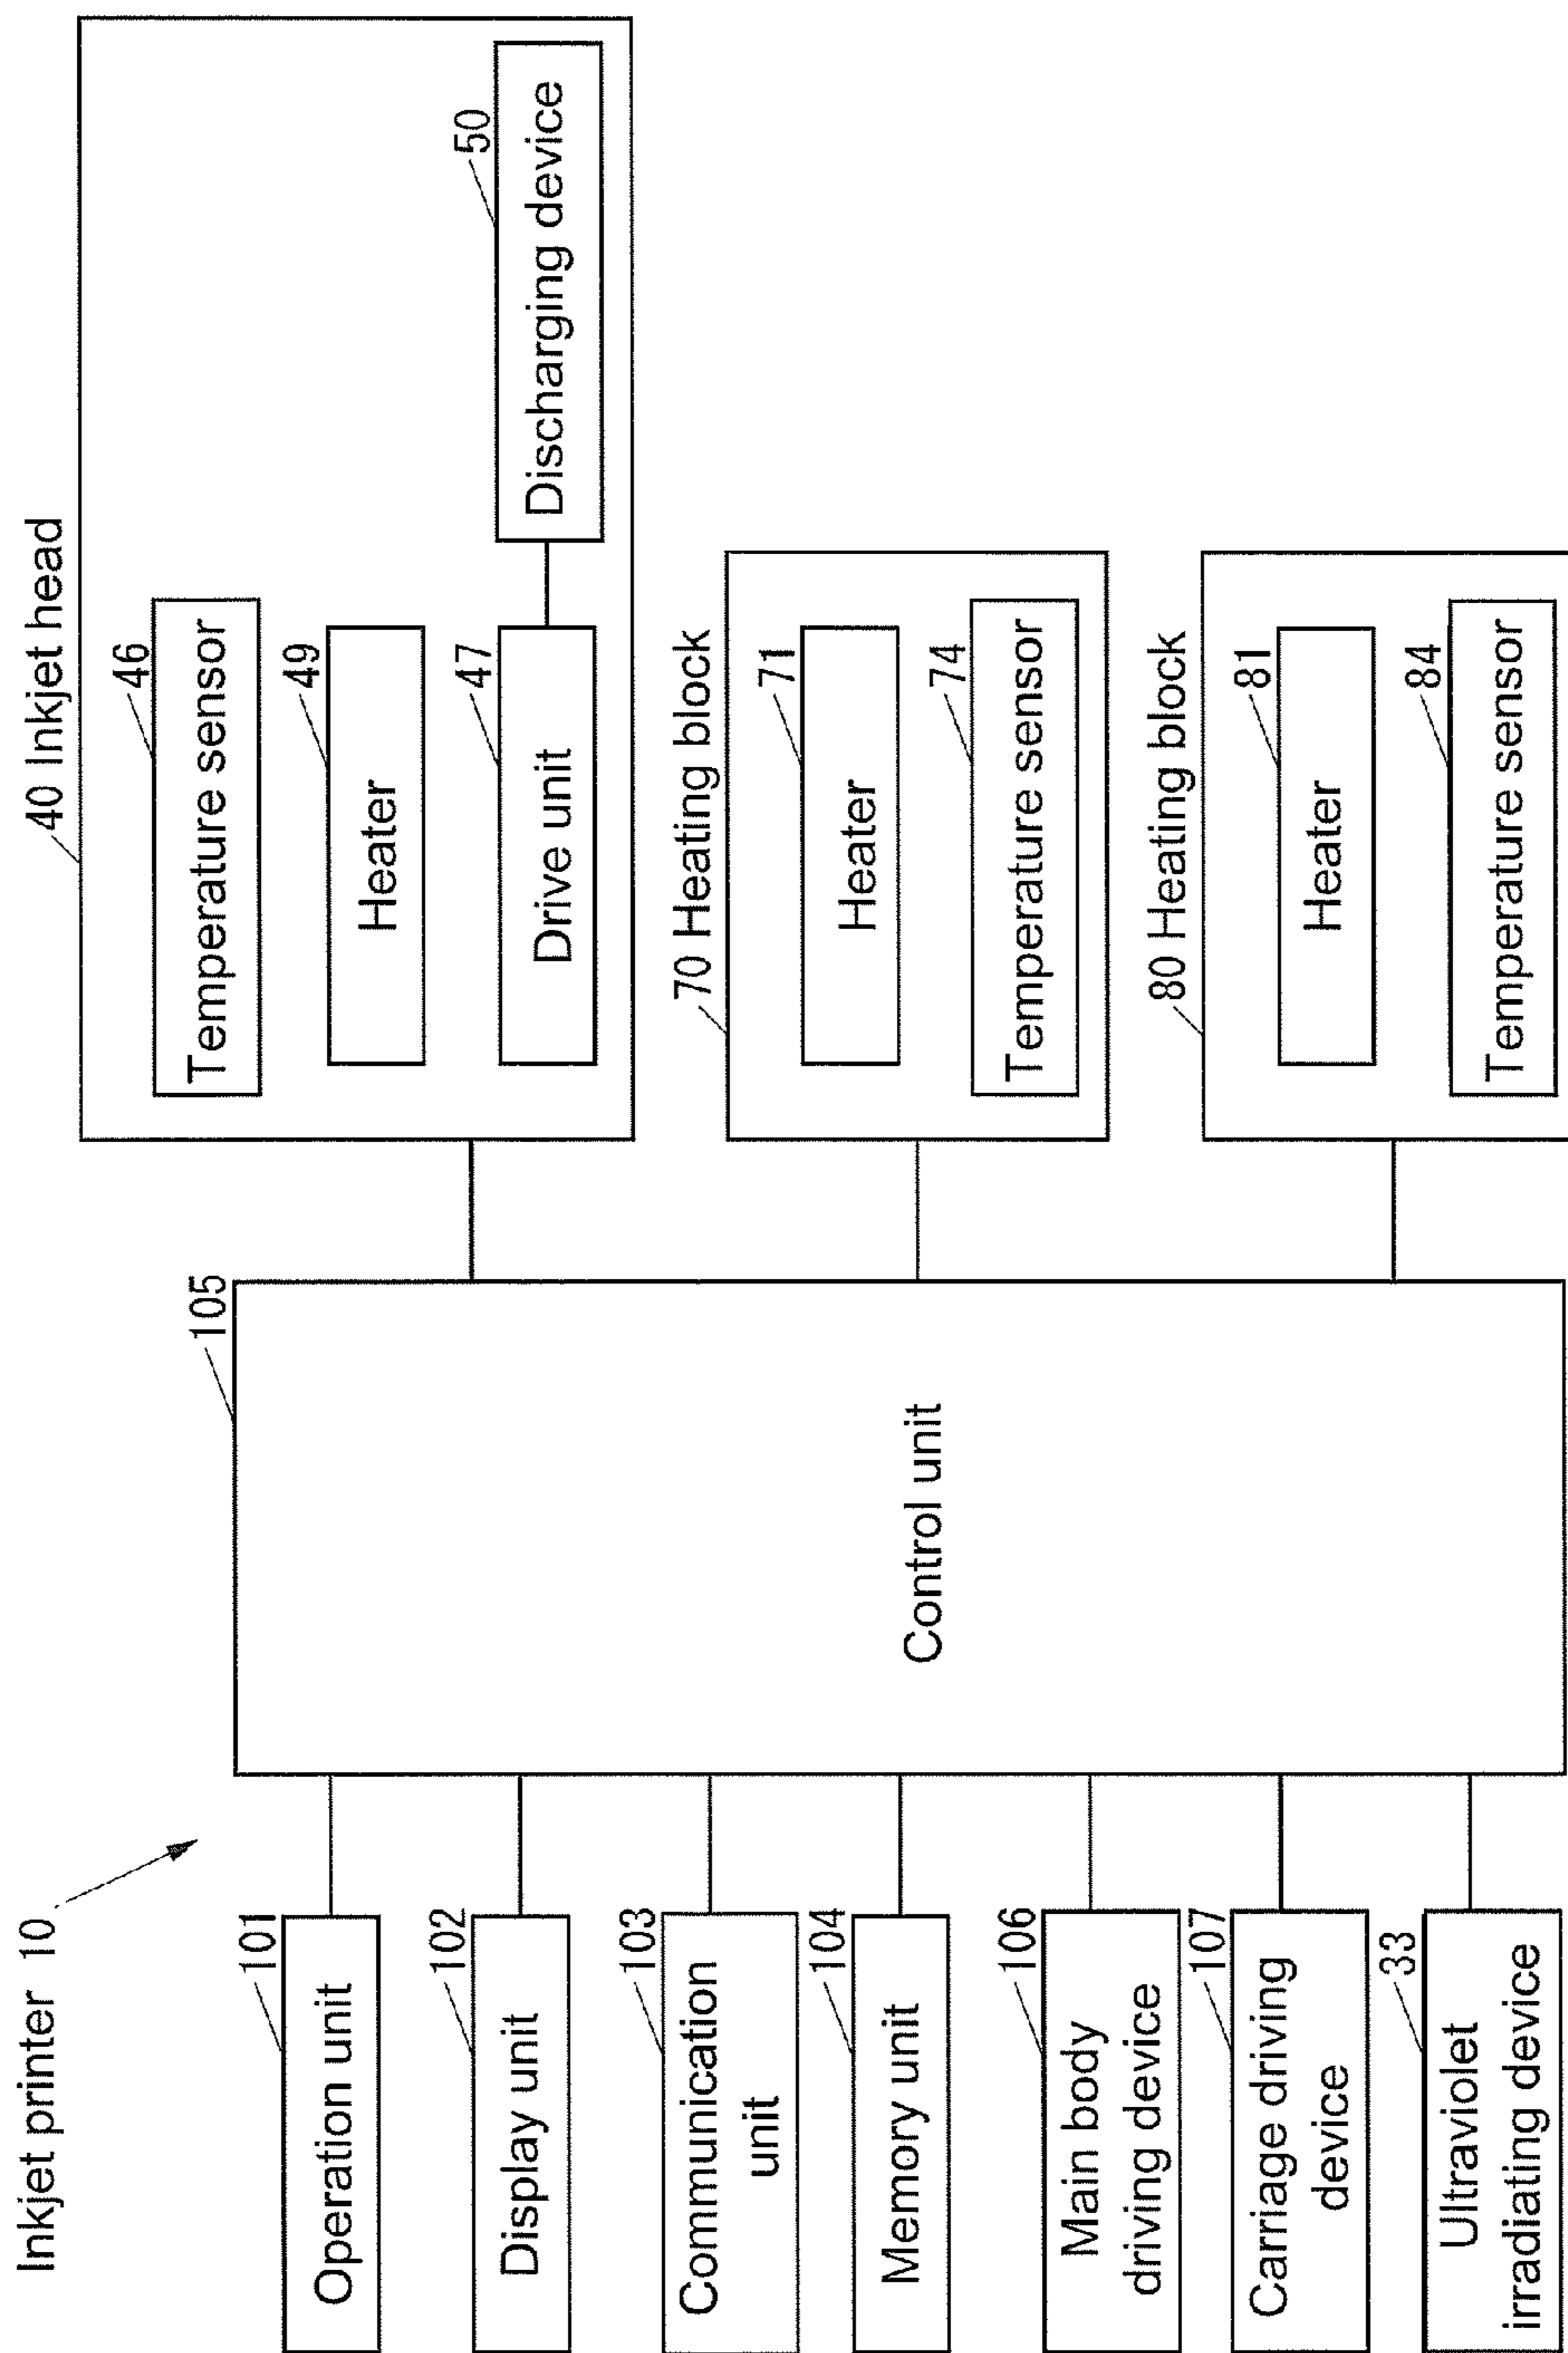 Inkjet printer 10
101
Operation unit
102
Display unit
103
Communication
unit
104
Memory unit
106
Main body
driving device
107
Carriage driving
device
33
Ultraviolet
irradiating device
105
Control unit
40 Inkjet head
46
Temperature sensor
49
Heater
47
Drive unit
50
Discharging device
70 Heating block
71
Heater
74
Temperature sensor
80 Heating block
81
Heater
84
Temperature sensor